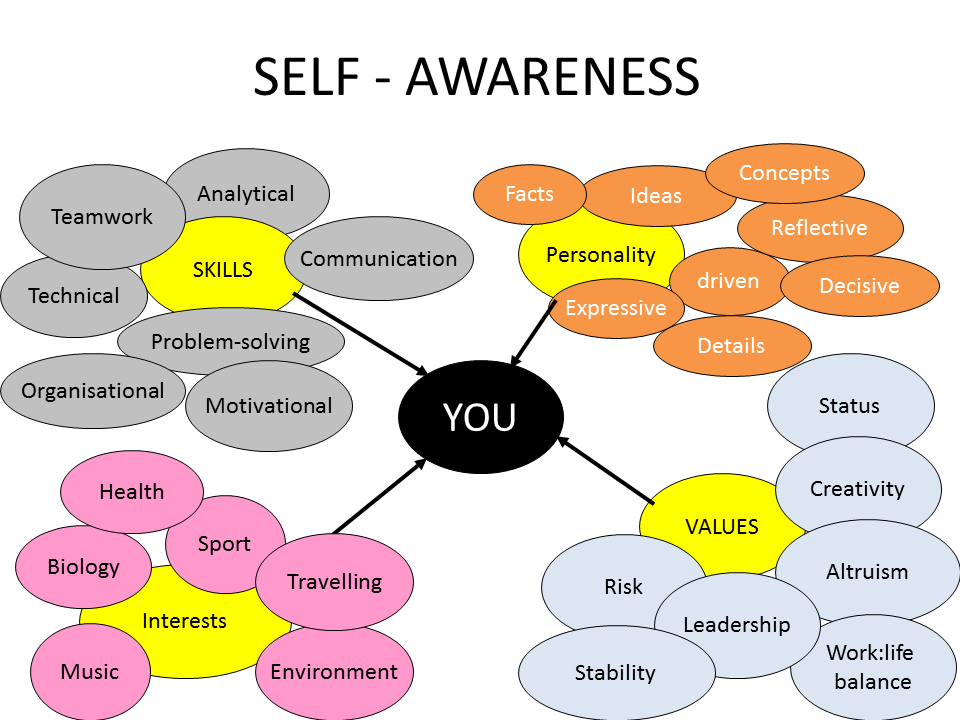 SELF - AWARENESS
Analytical
Teamwork
SKILLS
Communication
Technical
Problem-solving
Organisational
Motivational
Concepts
Facts
Ideas
Reflective
Personality
driven
Decisive
Expressive
Details
YOU
Health
Sport
Biology
Travelling
Interests
Music
Environment
Status
Creativity
VALUES
Altruism
Risk
Leadership
Stability
Work:life
balance